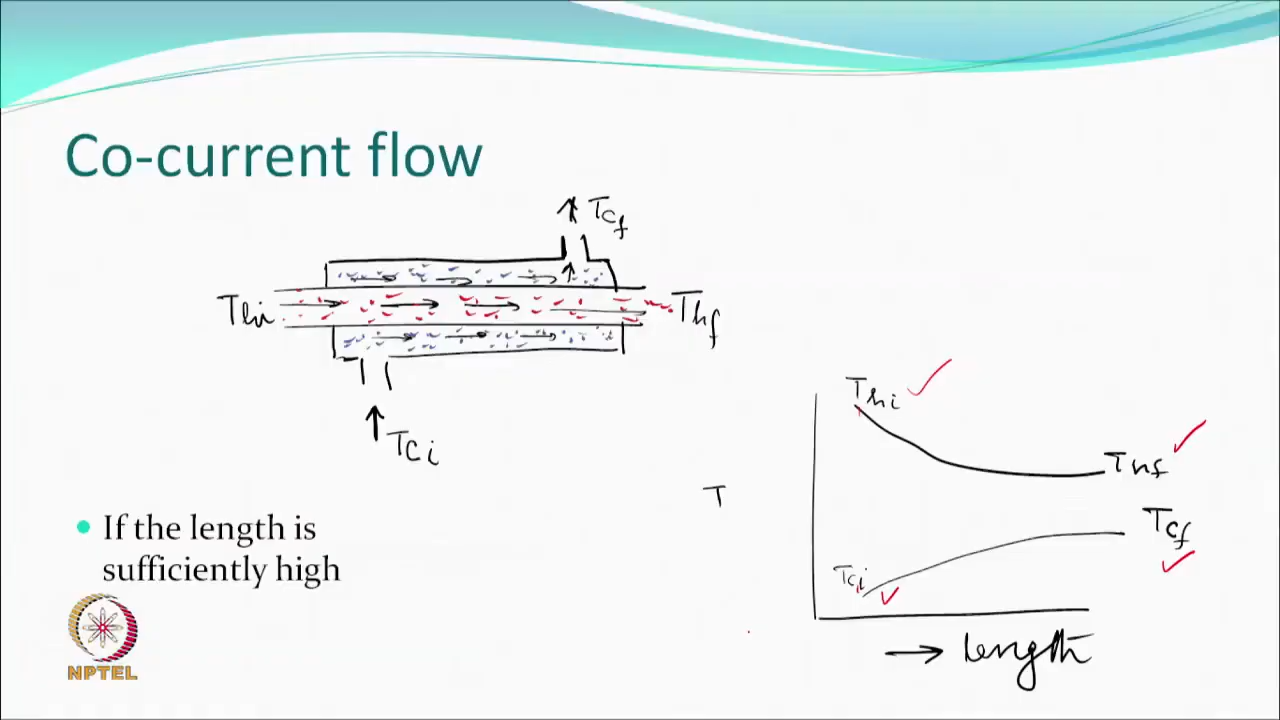 Co-current flow
Tcf
Thi
Thf
Tci
Thi
Thf
T
Tcf
Tci
If the length is
sufficiently high
→ length
NPTEL